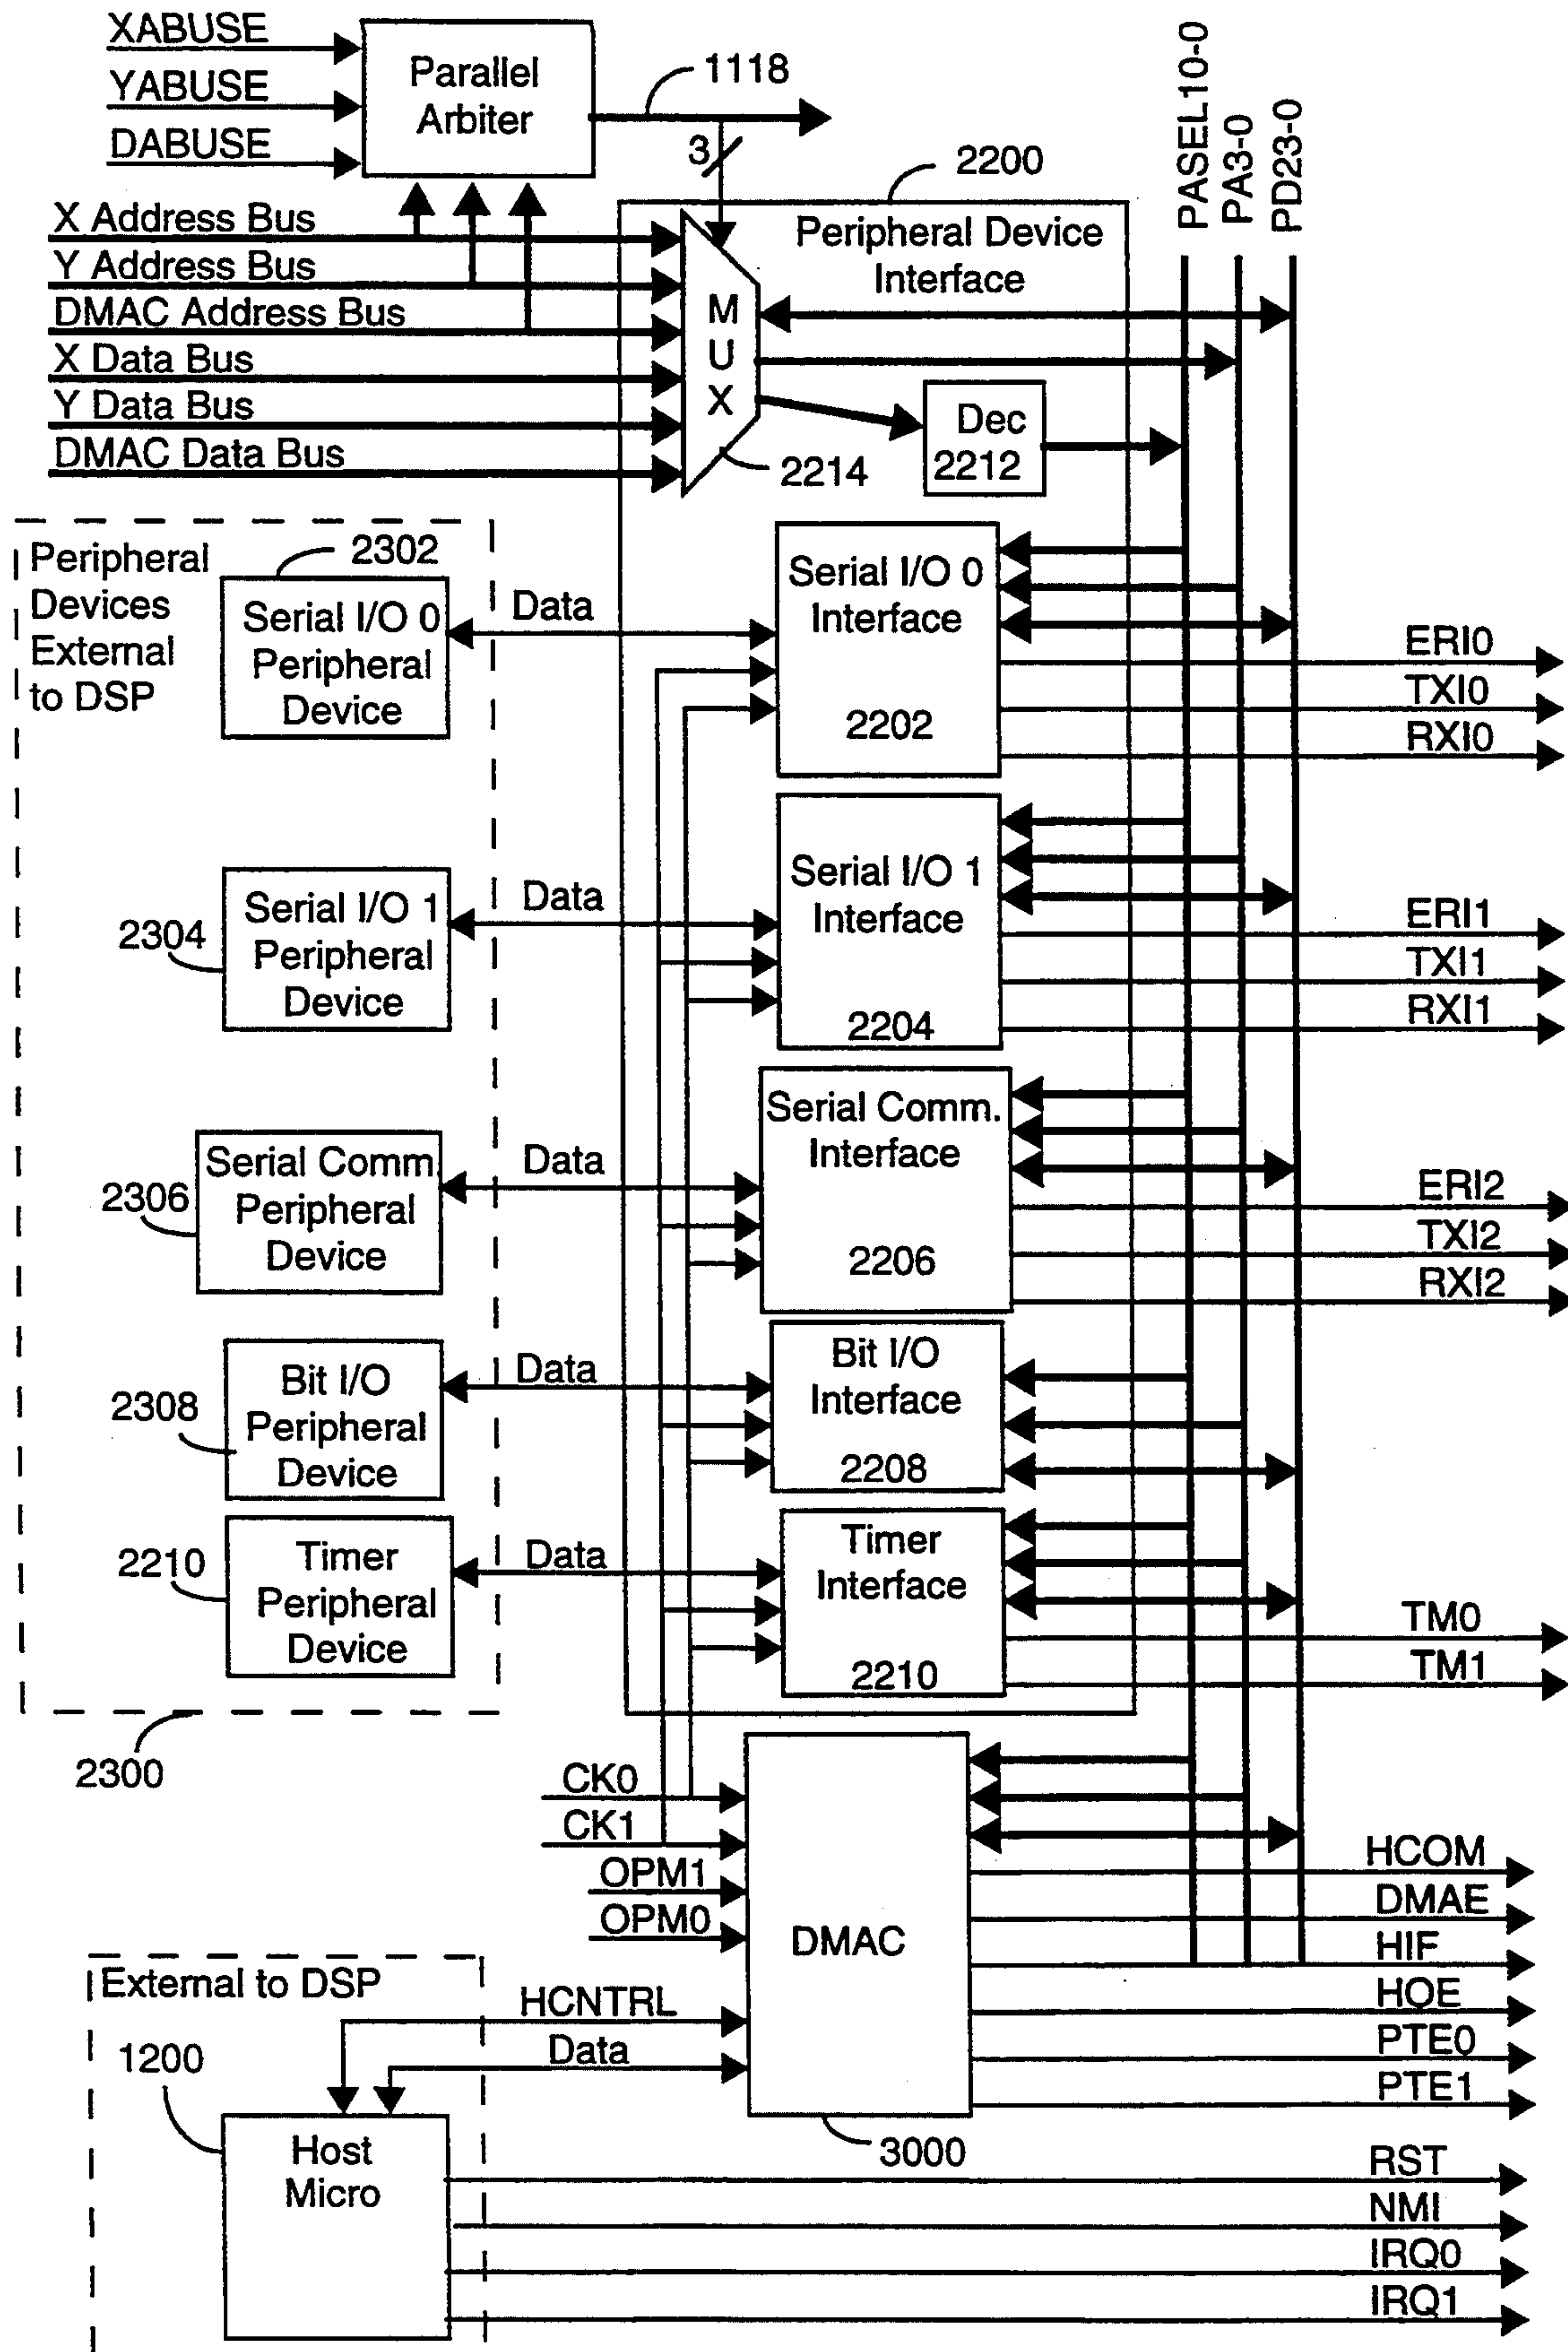 XABUSE
YABUSE
DABUSE
Parallel
Arbiter
1118
3
2200
PASEL10-0
PA3-0
PD23-0
X Address Bus
Y Address Bus
DMAC Address Bus
X Data Bus
Y Data Bus
DMAC Data Bus
Peripheral Device
Interface
M
U
X
2214
Dec
2212
Peripheral
Devices
External
to DSP
2302
Serial I/O 0
Peripheral
Device
Data
Serial I/O 0
Interface
2202
ERI0
TXI0
RXI0
2304
Serial I/O 1
Peripheral
Device
Data
Serial I/O 1
Interface
2204
ERI1
TXI1
RXI1
2306
Serial Comm.
Peripheral
Device
Data
Serial Comm.
Interface
2206
ERI2
TXI2
RXI2
2308
Bit I/O
Peripheral
Device
Data
Bit I/O
Interface
2208
2210
Timer
Peripheral
Device
Data
Timer
Interface
2210
TM0
TM1
2300
CK0
CK1
OPM1
OPM0
DMAC
3000
HCOM
DMAE
HIF
HOE
PTE0
PTE1
External to DSP
HCNTRL
Data
1200
Host
Micro
RST
NMI
IRQ0
IRQ1